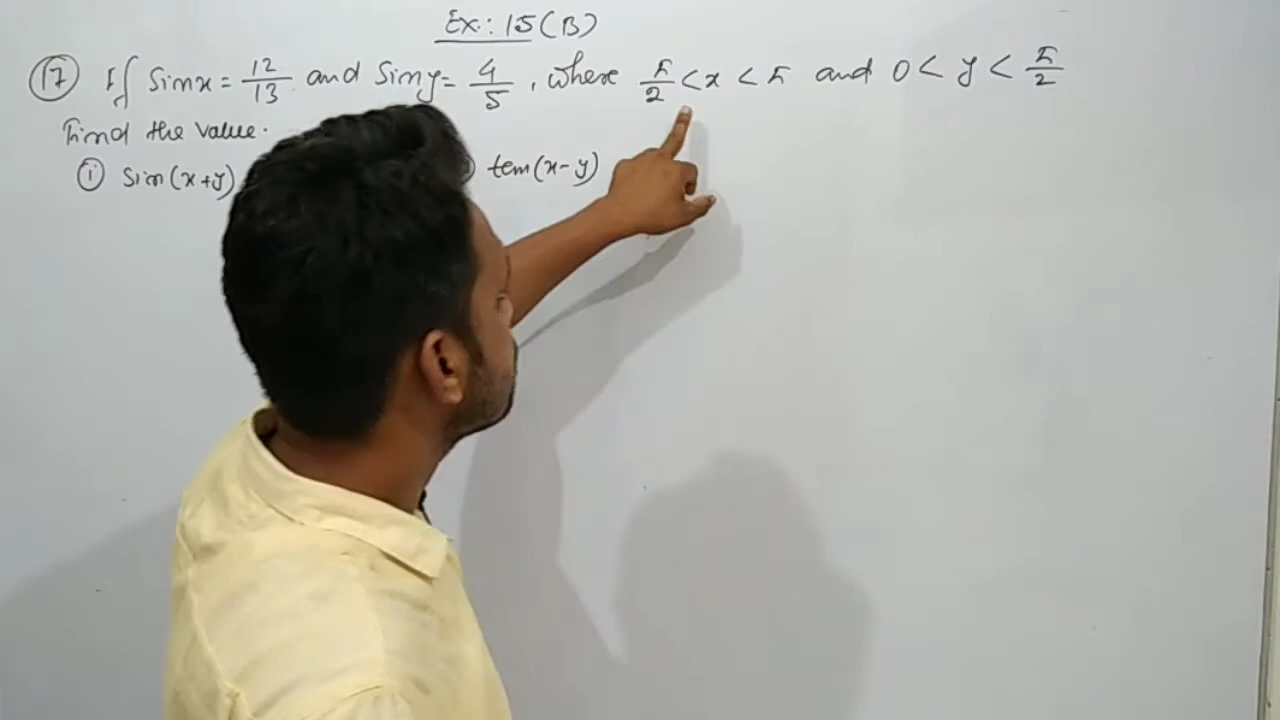 Ex.: 15(B)
17 If Sinx = 12/13 and Siny = 4/5, where π/2 < x < π and 0 < y < π/2
Find the value.
i Sin(x+y) tan(x-y)